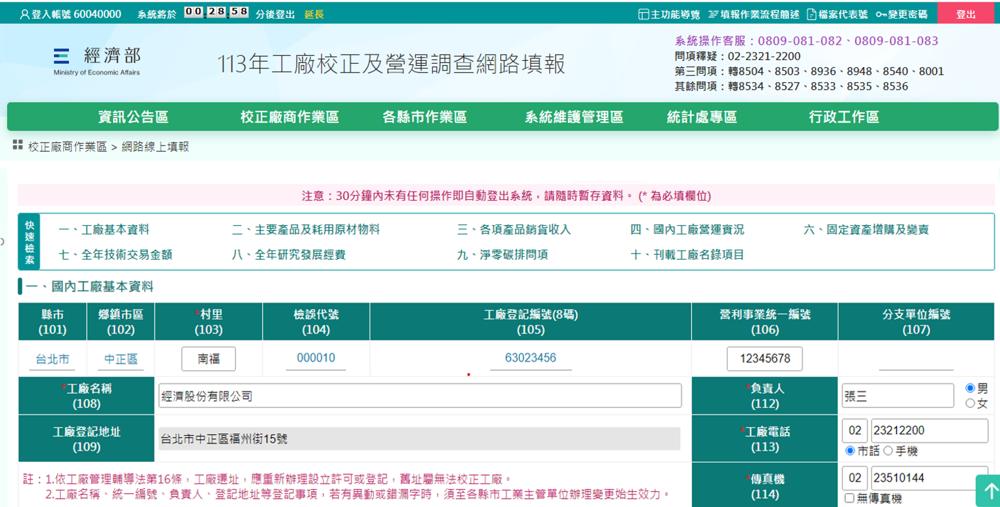 登入帳號 60040000 系統將於 00:28:58 分後登出 延長 主功能導覽 填報作業流程簡述 檔案代表號 變更密碼 登出
經濟部
Ministry of Economic Affairs
113年工廠校正及營運調查網路填報
系統操作客服：0809-081-082、0809-081-083
問項釋疑：02-2321-2200
第三問項：轉8504、8503、8936、8948、8540、8001
其餘問項：轉8534、8527、8533、8535、8536
資訊公告區 校正廠商作業區 各縣市作業區 系統維護管理區 統計處專區 行政工作區
校正廠商作業區 > 網路線上填報
注意：30分鐘內未有任何操作即自動登出系統，請隨時暫存資料。 (* 為必填欄位)
快速檢索
一、工廠基本資料 二、主要產品及耗用原材物料 三、各項產品銷貨收入 四、國內工廠營運實況 六、固定資產增購及變賣
七、全年技術交易金額 八、全年研究發展經費 九、淨零碳排問項 十、刊載工廠名錄項目
一、國內工廠基本資料
縣市 鄉鎮市區 *村里 檢誤代號 工廠登記編號(8碼) 營利事業統一編號 分支單位編號
(101) (102) (103) (104) (105) (106) (107)
台北市 中正區 南福 000010 63023456 12345678
*工廠名稱
(108)
經濟股份有限公司
*負責人
(112)
張三
男
女
工廠登記地址
(109)
台北市中正區福州街15號
*工廠電話
(113)
02 23212200
市話 手機
註：1.依工廠管理輔導法第16條，工廠遷址，應重新辦理設立許可或登記，舊址屬無法校正工廠。
2.工廠名稱、統一編號、負責人、登記地址等登記事項，若有異動或錯漏字時，須至各縣市工業主管單位辦理變更始生效力。
*傳真機
(114)
02 23510144
無傳真機